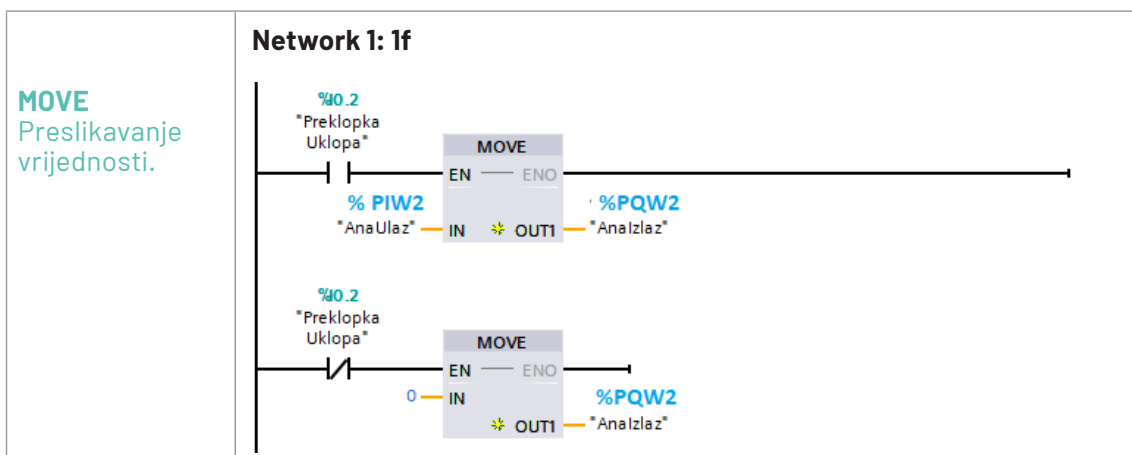 MOVE
Preslikavanje
vrijednosti.
Network 1: 1f
%I0.2
"Preklopka
Uklopa"
MOVE
EN ENO
% PIW2 ' %PQW2
"AnaUlaz" IN OUT1 "AnaIzlaz"
%I0.2
"Preklopka
Uklopa"
MOVE
EN ENO
0 IN %PQW2
OUT1 "AnaIzlaz"